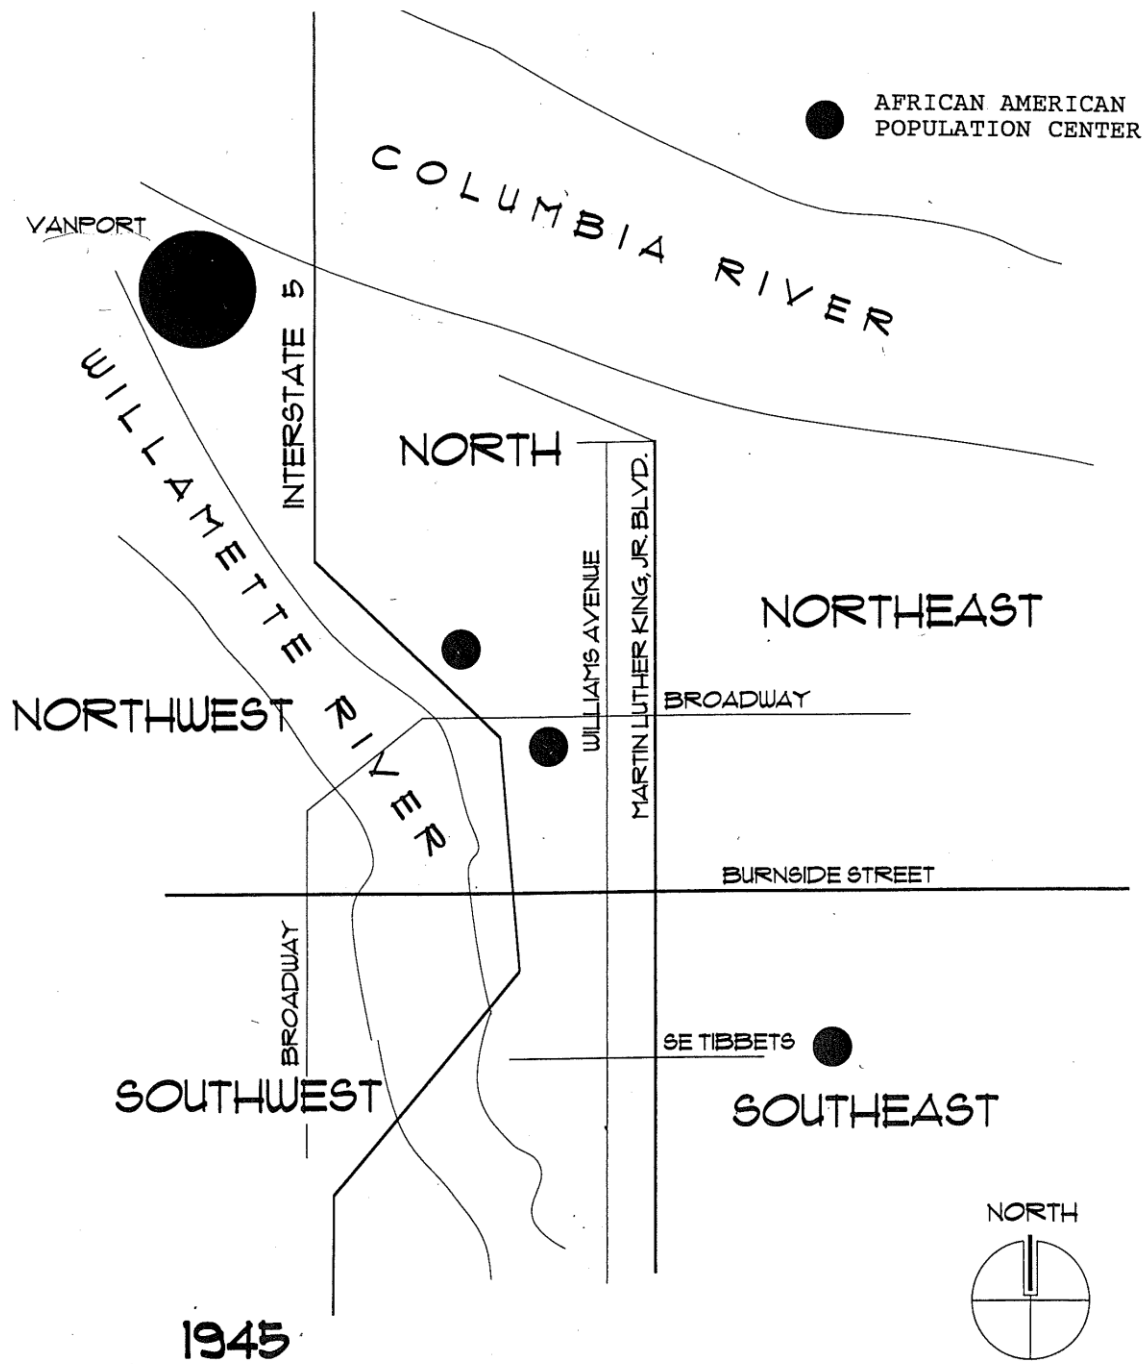 AFRICAN AMERICAN
POPULATION CENTER
COLUMBIA RIVER
VANPORT
INTERSTATE 5
WILLAMETTE RIVER
NORTH
MARTIN LUTHER KING, JR. BLVD.
WILLIAMS AVENUE
NORTHEAST
NORTHWEST
BROADWAY
BURNSIDE STREET
BROADWAY
SE TIBBETS
SOUTHWEST
SOUTHEAST
NORTH
1945